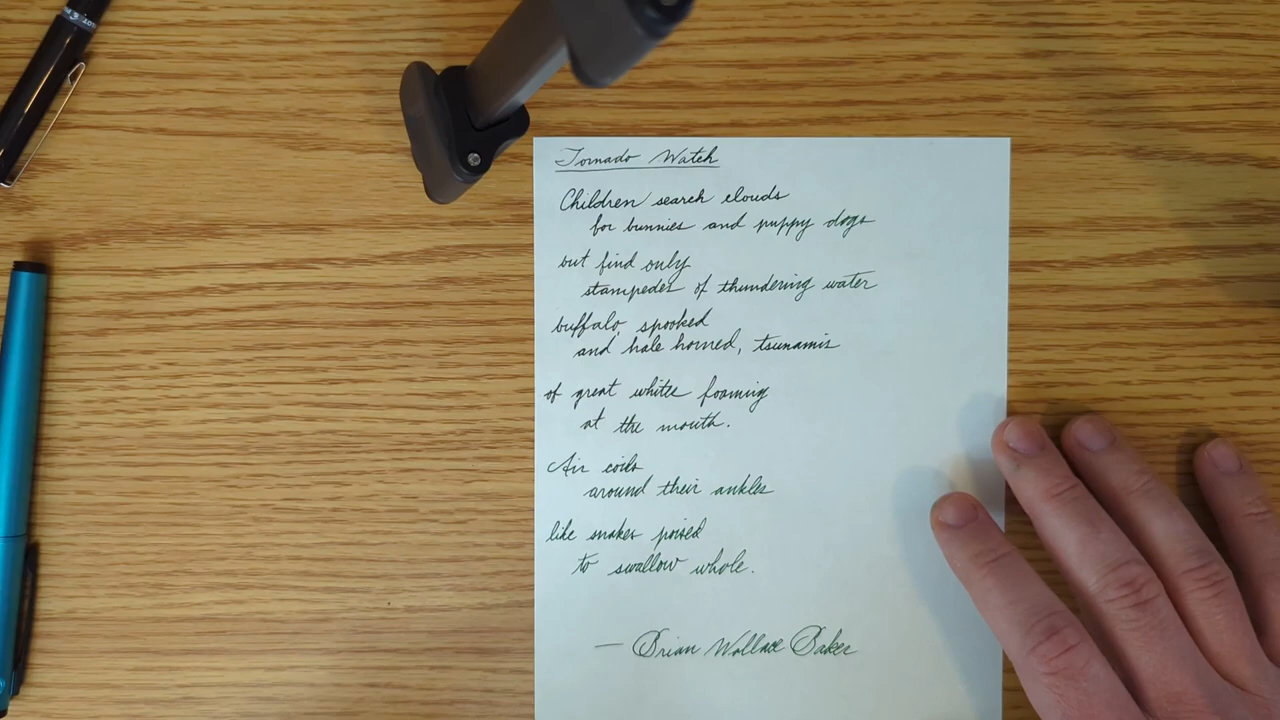 Tornado Watch
Children search clouds
for bunnies and puppy dogs
but find only
stampedes of thundering water
buffalo, spooked
and hale horned, tsunamis
of great whites foaming
at the mouth.
Air coils
around their ankles
like snakes poised
to swallow whole.
— Brian Wallace Baker